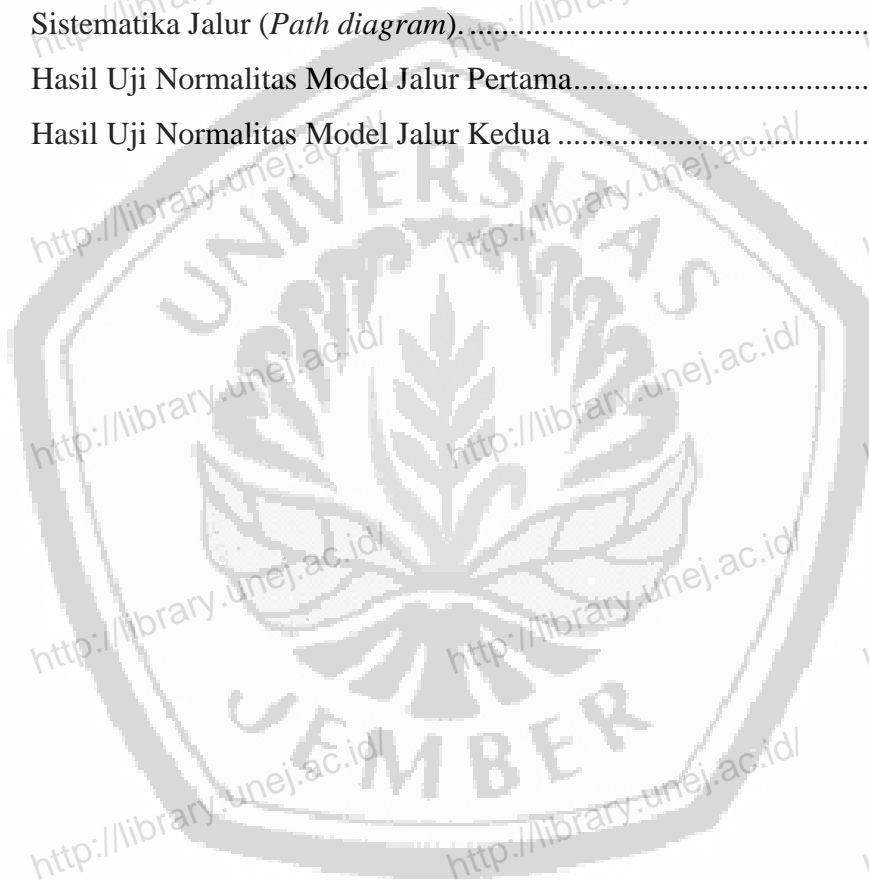 Sistematika Jalur (Path diagram). ........................................................
Hasil Uji Normalitas Model Jalur Pertama.......................................
Hasil Uji Normalitas Model Jalur Kedua .........................................
UNIVERSITAS
JEMBER
http://library.unej.ac.id/
http://library.unej.ac.id/
http://library.unej.ac.id/
http://library.unej.ac.id/
http://library.unej.ac.id/
http://library.unej.ac.id/
http://library.unej.ac.id/
http://library.unej.ac.id/